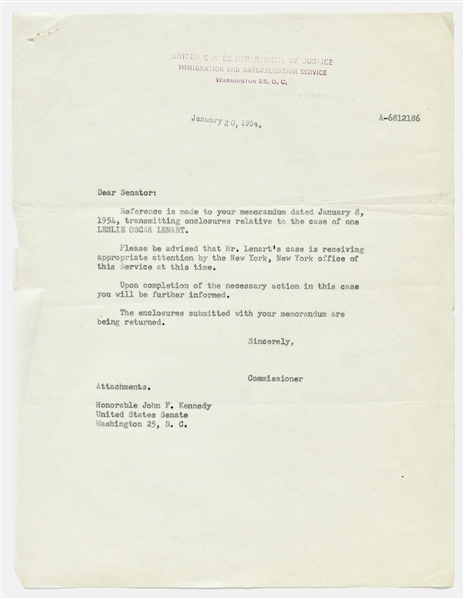 UNITED STATES DEPARTMENT OF JUSTICE
IMMIGRATION AND NATURALIZATION SERVICE
WASHINGTON 25, D. C.
January 20, 1954.
A-6812186
Dear Senator:
Reference is made to your memorandum dated January 8,
1954, transmitting enclosures relative to the case of one
LESLIE OSCAR LENART.
Please be advised that Mr. Lenart's case is receiving
appropriate attention by the New York, New York office of
this Service at this time.
Upon completion of the necessary action in this case
you will be further informed.
The enclosures submitted with your memorandum are
being returned.
Sincerely,
Commissioner
Attachments.
Honorable John F. Kennedy
United States Senate
Washington 25, D. C.